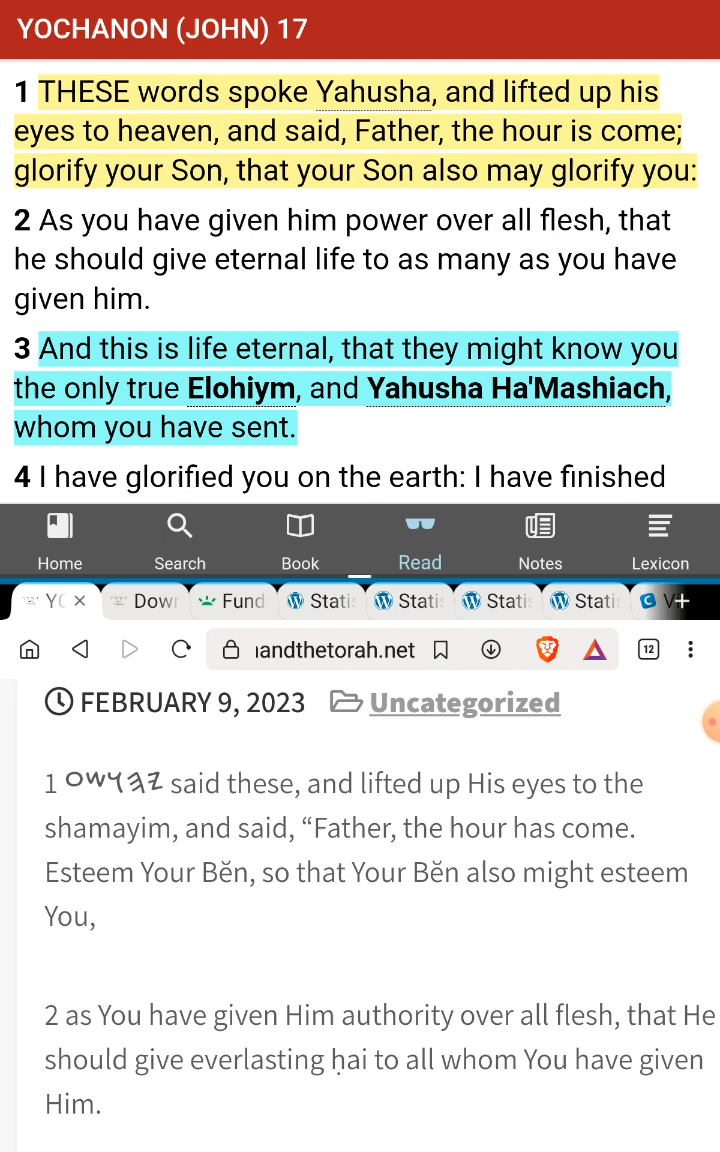 YOCHANON (JOHN) 17
1 THESE words spoke Yahusha, and lifted up his
eyes to heaven, and said, Father, the hour is come;
glorify your Son, that your Son also may glorify you:
2 As you have given him power over all flesh, that
he should give eternal life to as many as you have
given him.
3 And this is life eternal, that they might know you
the only true Elohiym, and Yahusha Ha'Mashiach,
whom you have sent.
4 I have glorified you on the earth: I have finished
Home Search Book Read Notes Lexicon
Dowr Fund Stati Stati Stati Stati
andthetorah.net 12
FEBRUARY 9, 2023 Uncategorized
1 𐤉𐤄𐤅𐤔𐤏 said these, and lifted up His eyes to the
shamayim, and said, “Father, the hour has come.
Esteem Your Bĕn, so that Your Bĕn also might esteem
You,
2 as You have given Him authority over all flesh, that He
should give everlasting ḥai to all whom You have given
Him.